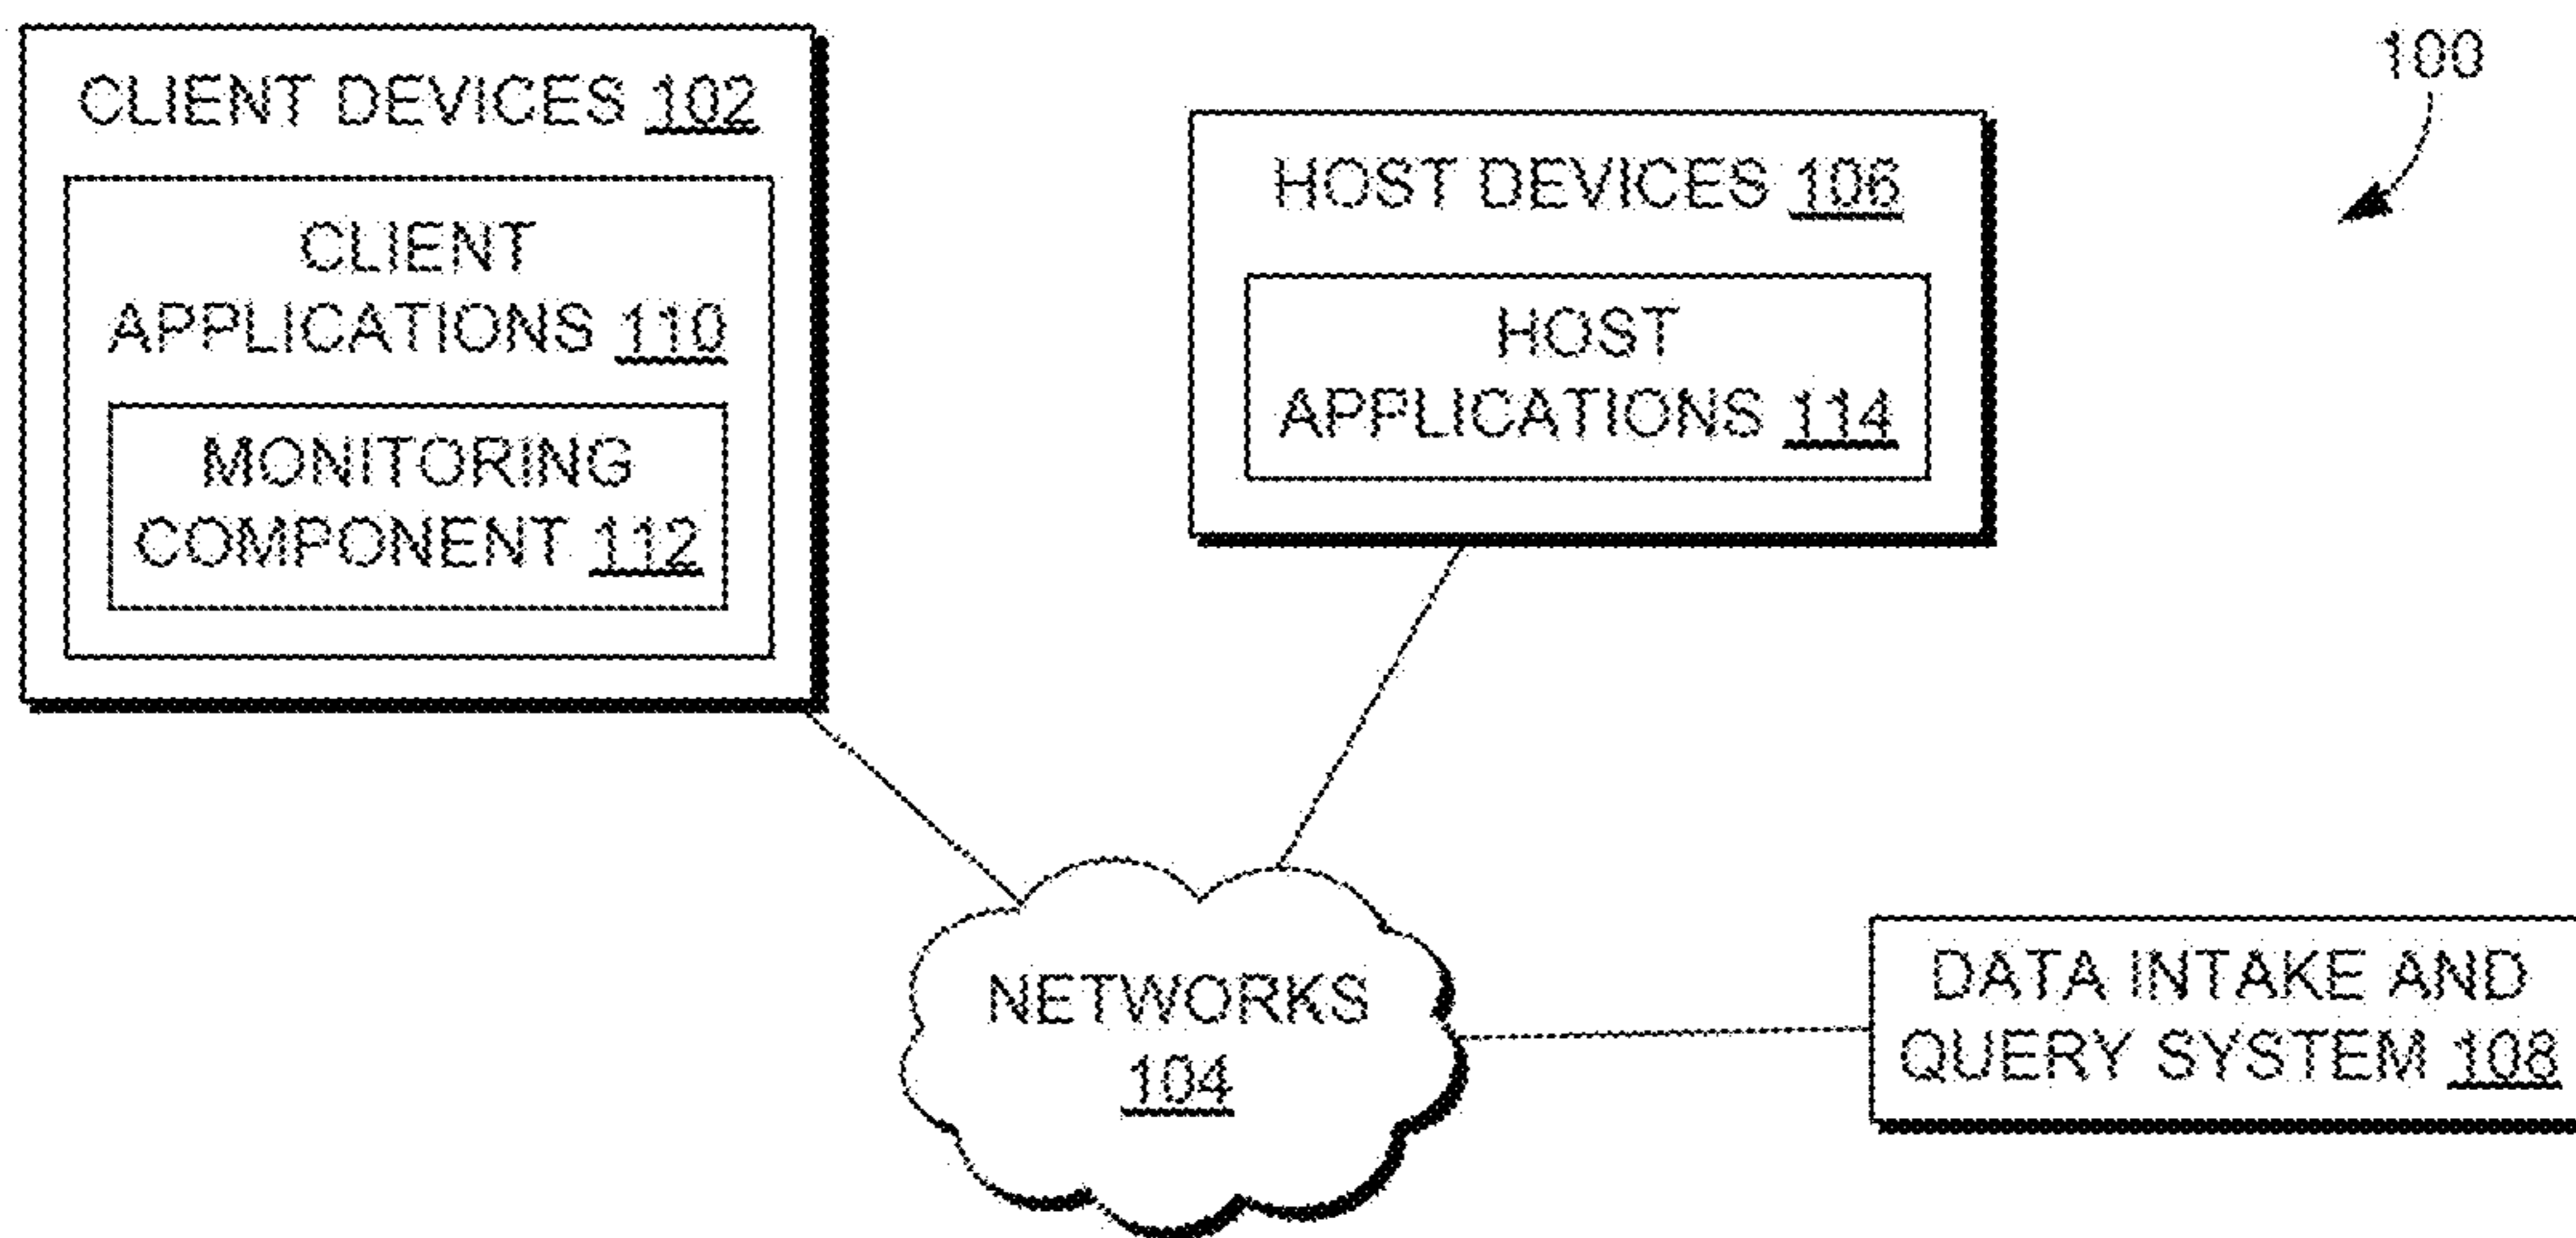 100
CLIENT DEVICES 102
CLIENT
APPLICATIONS 110
MONITORING
COMPONENT 112
HOST DEVICES 106
HOST
APPLICATIONS 114
NETWORKS
104
DATA INTAKE AND
QUERY SYSTEM 108